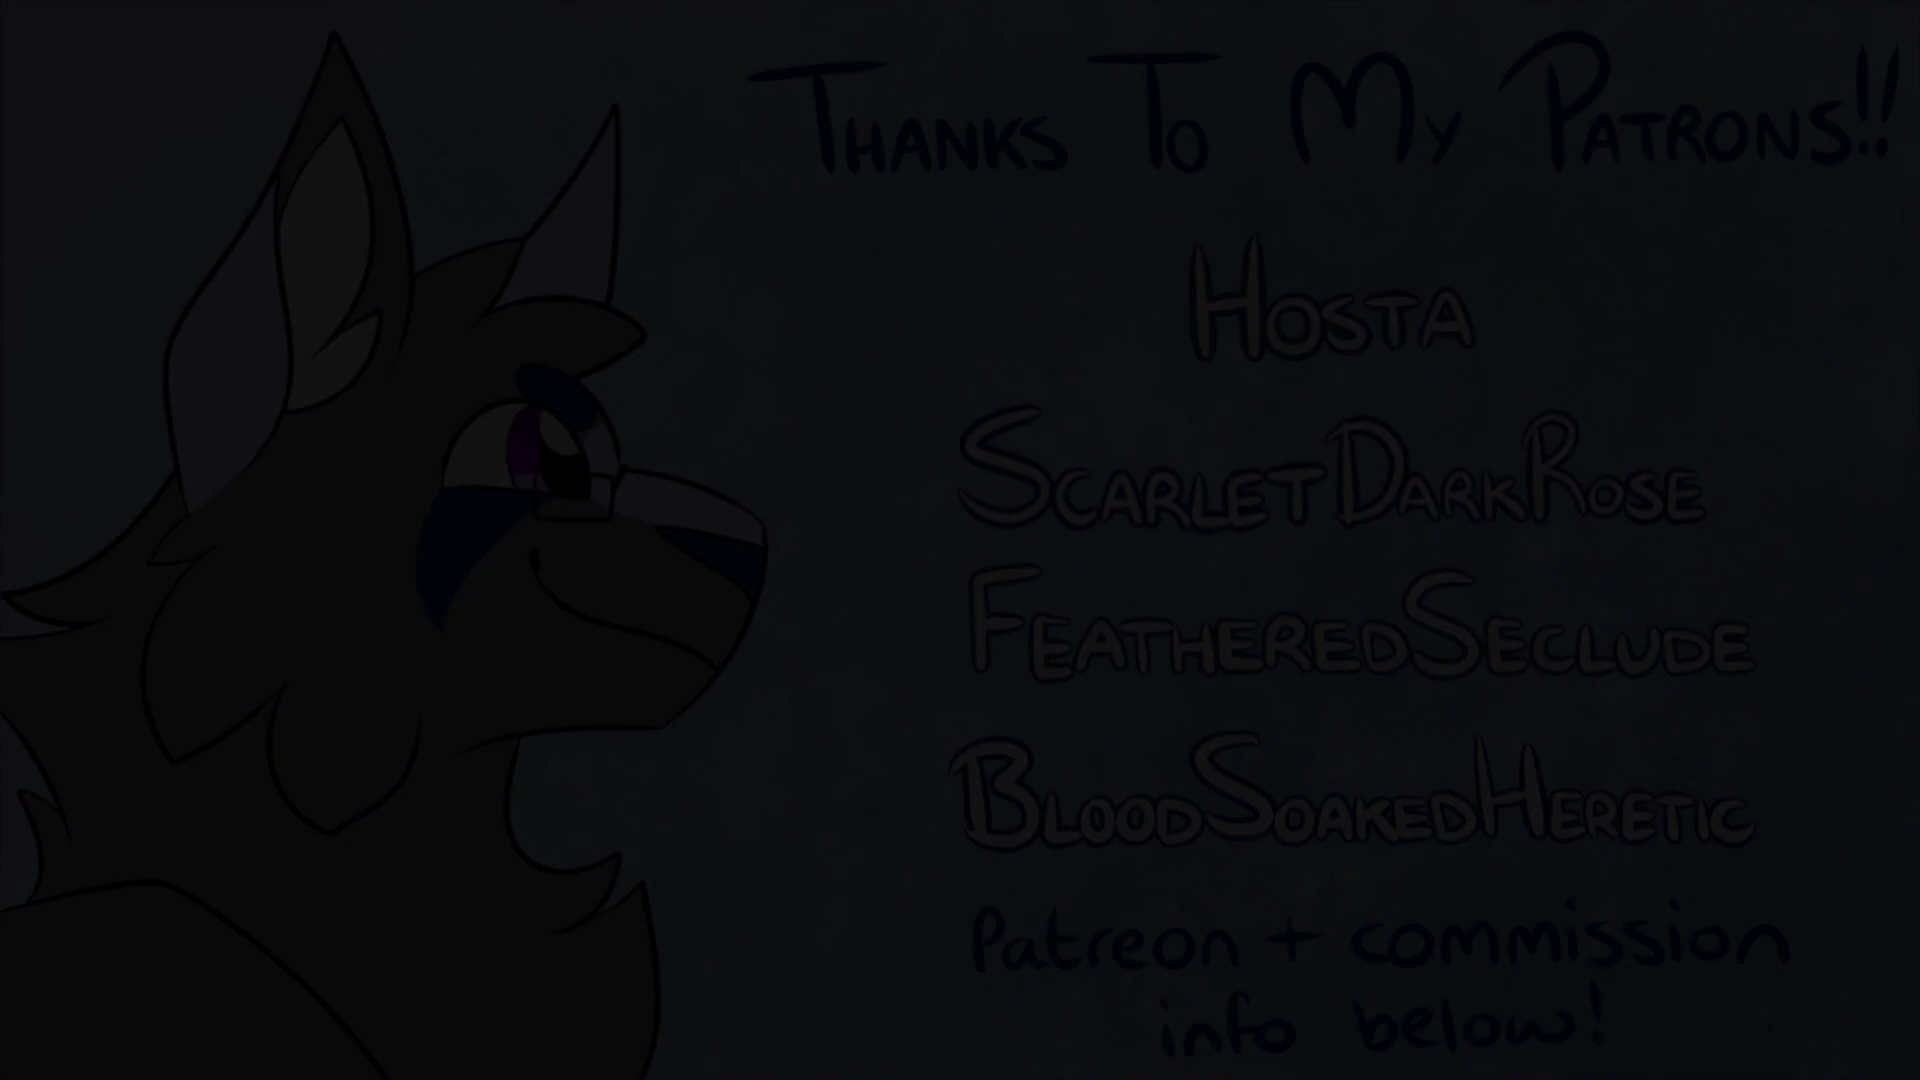 Thanks To My Patrons!!
Hosta
ScarletDarkRose
FeatheredSeclude
BloodSoakedHeretic
Patreon + commission
info below!